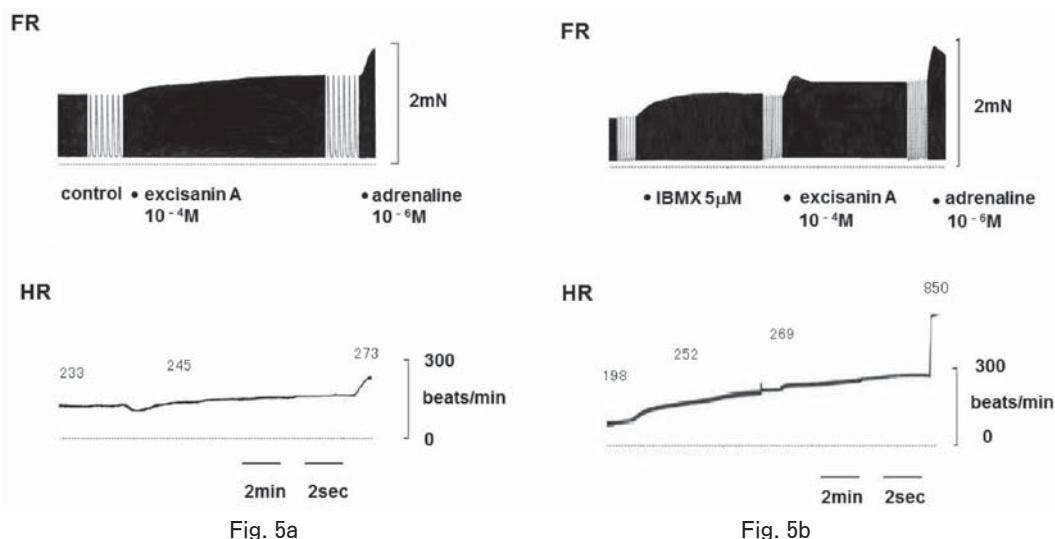 FR
2mN
control • excisanin A
10⁻⁴M
• adrenaline
10⁻⁶M
HR
233
245
273
300
beats/min
0
2min
2sec
Fig. 5a
FR
2mN
• IBMX 5μM
• excisanin A
10⁻⁴M
• adrenaline
10⁻⁶M
HR
198
252
269
850
300
beats/min
0
2min
2sec
Fig. 5b